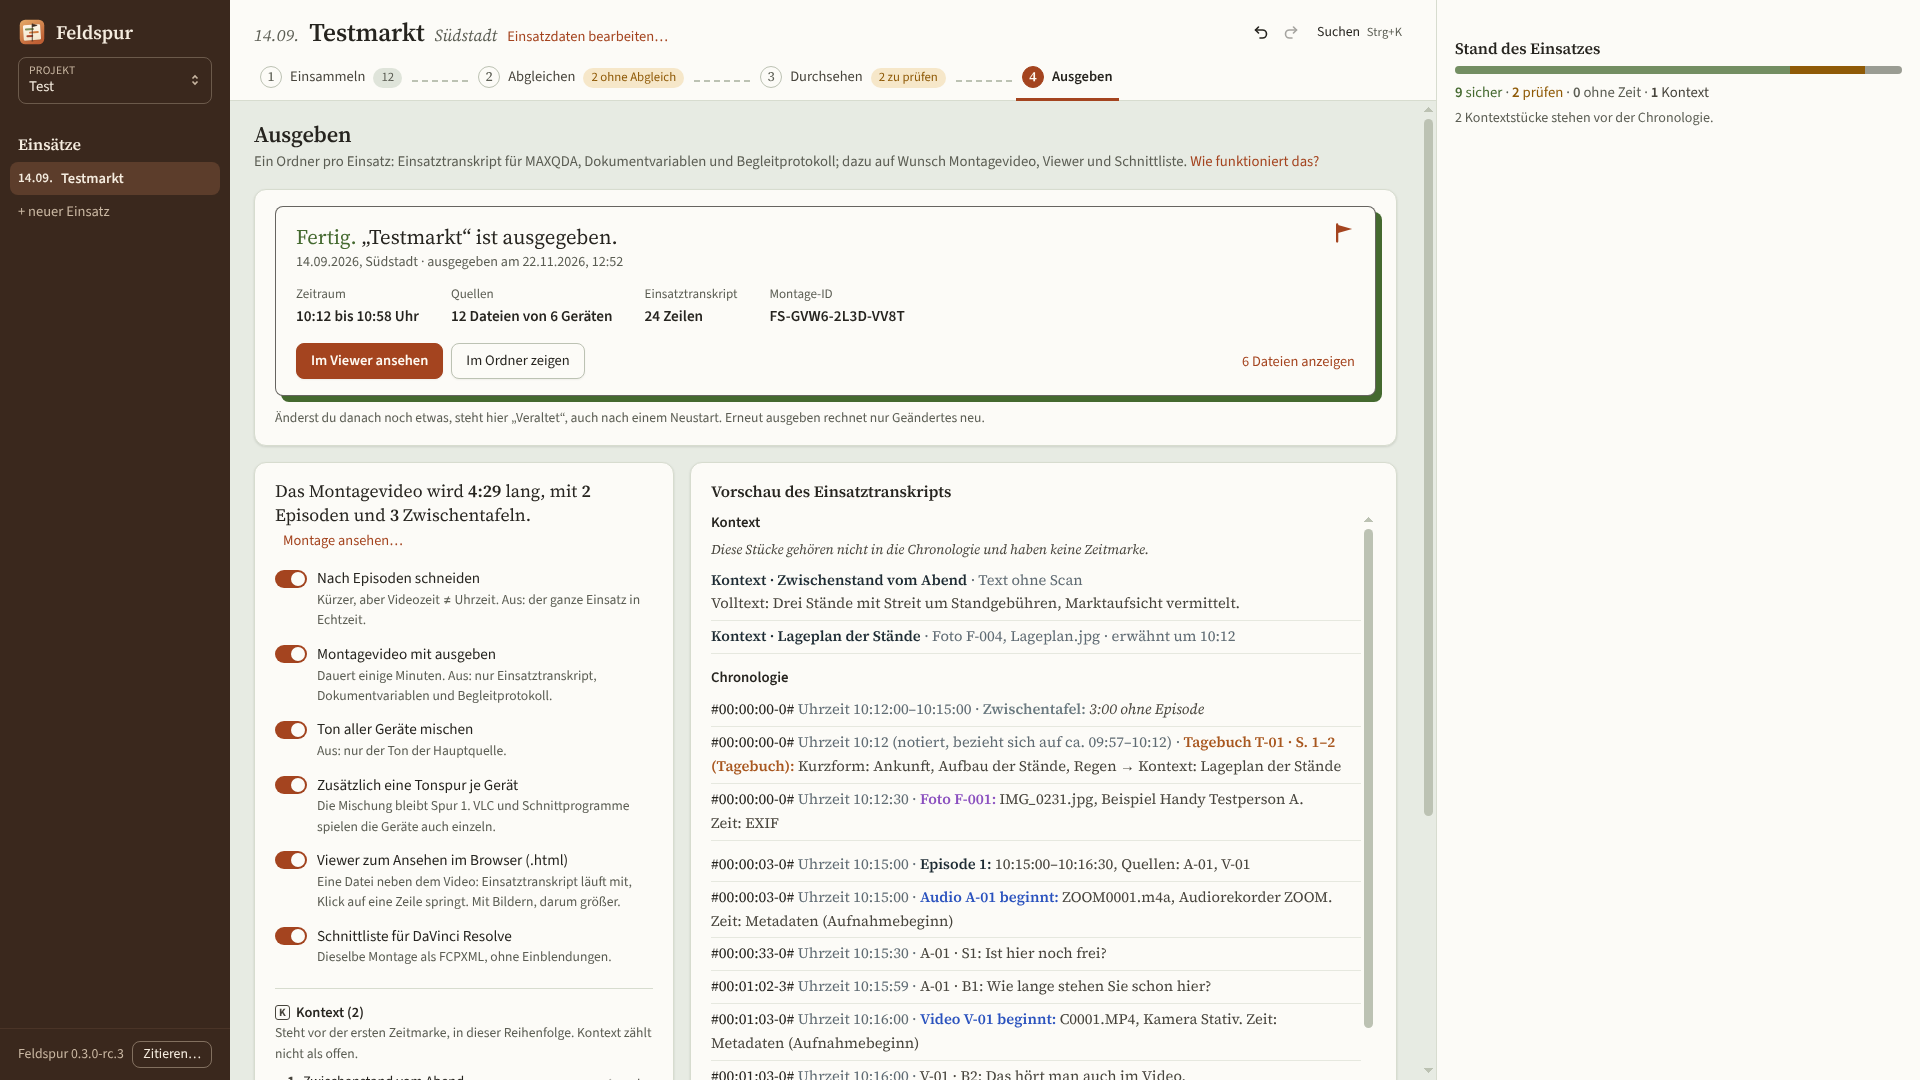 Feldspur
PROJEKT
Test
Einsätze
14.09. Testmarkt
+ neuer Einsatz
Feldspur 0.3.0-rc.3
Zitieren…
14.09. Testmarkt Südstadt Einsatzdaten bearbeiten…
Suchen Strg+K
1 Einsammeln 12
2 Abgleichen 2 ohne Abgleich
3 Durchsehen 2 zu prüfen
4 Ausgeben
Ausgeben
Ein Ordner pro Einsatz: Einsatztranskript für MAXQDA, Dokumentvariablen und Begleitprotokoll; dazu auf Wunsch Montagevideo, Viewer und Schnittliste. Wie funktioniert das?
Fertig. „Testmarkt“ ist ausgegeben.
14.09.2026, Südstadt · ausgegeben am 22.11.2026, 12:52
Zeitraum
10:12 bis 10:58 Uhr
Quellen
12 Dateien von 6 Geräten
Einsatztranskript
24 Zeilen
Montage-ID
FS-GVW6-2L3D-VV8T
Im Viewer ansehen
Im Ordner zeigen
6 Dateien anzeigen
Änderst du danach noch etwas, steht hier „Veraltet“, auch nach einem Neustart. Erneut ausgeben rechnet nur Geändertes neu.
Das Montagevideo wird 4:29 lang, mit 2
Episoden und 3 Zwischentafeln.
Montage ansehen…
Nach Episoden schneiden
Kürzer, aber Videozeit ≠ Uhrzeit. Aus: der ganze Einsatz in
Echtzeit.
Montagevideo mit ausgeben
Dauert einige Minuten. Aus: nur Einsatztranskript,
Dokumentvariablen und Begleitprotokoll.
Ton aller Geräte mischen
Aus: nur der Ton der Hauptquelle.
Zusätzlich eine Tonspur je Gerät
Die Mischung bleibt Spur 1. VLC und Schnittprogramme
spielen die Geräte auch einzeln.
Viewer zum Ansehen im Browser (.html)
Eine Datei neben dem Video: Einsatztranskript läuft mit,
Klick auf eine Zeile springt. Mit Bildern, darum größer.
Schnittliste für DaVinci Resolve
Dieselbe Montage als FCPXML, ohne Einblendungen.
K Kontext (2)
Steht vor der ersten Zeitmarke, in dieser Reihenfolge. Kontext zählt
nicht als offen.
1. Zwischenstand vom Abend
Vorschau des Einsatztranskripts
Kontext
Diese Stücke gehören nicht in die Chronologie und haben keine Zeitmarke.
Kontext · Zwischenstand vom Abend · Text ohne Scan
Volltext: Drei Stände mit Streit um Standgebühren, Marktaufsicht vermittelt.
Kontext · Lageplan der Stände · Foto F-004, Lageplan.jpg · erwähnt um 10:12
Chronologie
#00:00:00-0# Uhrzeit 10:12:00–10:15:00 · Zwischentafel: 3:00 ohne Episode
#00:00:00-0# Uhrzeit 10:12 (notiert, bezieht sich auf ca. 09:57–10:12) · Tagebuch T-01 · S. 1–2
(Tagebuch): Kurzform: Ankunft, Aufbau der Stände, Regen → Kontext: Lageplan der Stände
#00:00:00-0# Uhrzeit 10:12:30 · Foto F-001: IMG_0231.jpg, Beispiel Handy Testperson A.
Zeit: EXIF
#00:00:03-0# Uhrzeit 10:15:00 · Episode 1: 10:15:00–10:16:30, Quellen: A-01, V-01
#00:00:03-0# Uhrzeit 10:15:00 · Audio A-01 beginnt: ZOOM0001.m4a, Audiorekorder ZOOM.
Zeit: Metadaten (Aufnahmebeginn)
#00:00:33-0# Uhrzeit 10:15:30 · A-01 · S1: Ist hier noch frei?
#00:01:02-3# Uhrzeit 10:15:59 · A-01 · B1: Wie lange stehen Sie schon hier?
#00:01:03-0# Uhrzeit 10:16:00 · Video V-01 beginnt: C0001.MP4, Kamera Stativ. Zeit:
Metadaten (Aufnahmebeginn)
#00:01:03-0# Uhrzeit 10:16:00 · V-01 · B2: Das hört man auch im Video.
Stand des Einsatzes
9 sicher · 2 prüfen · 0 ohne Zeit · 1 Kontext
2 Kontextstücke stehen vor der Chronologie.